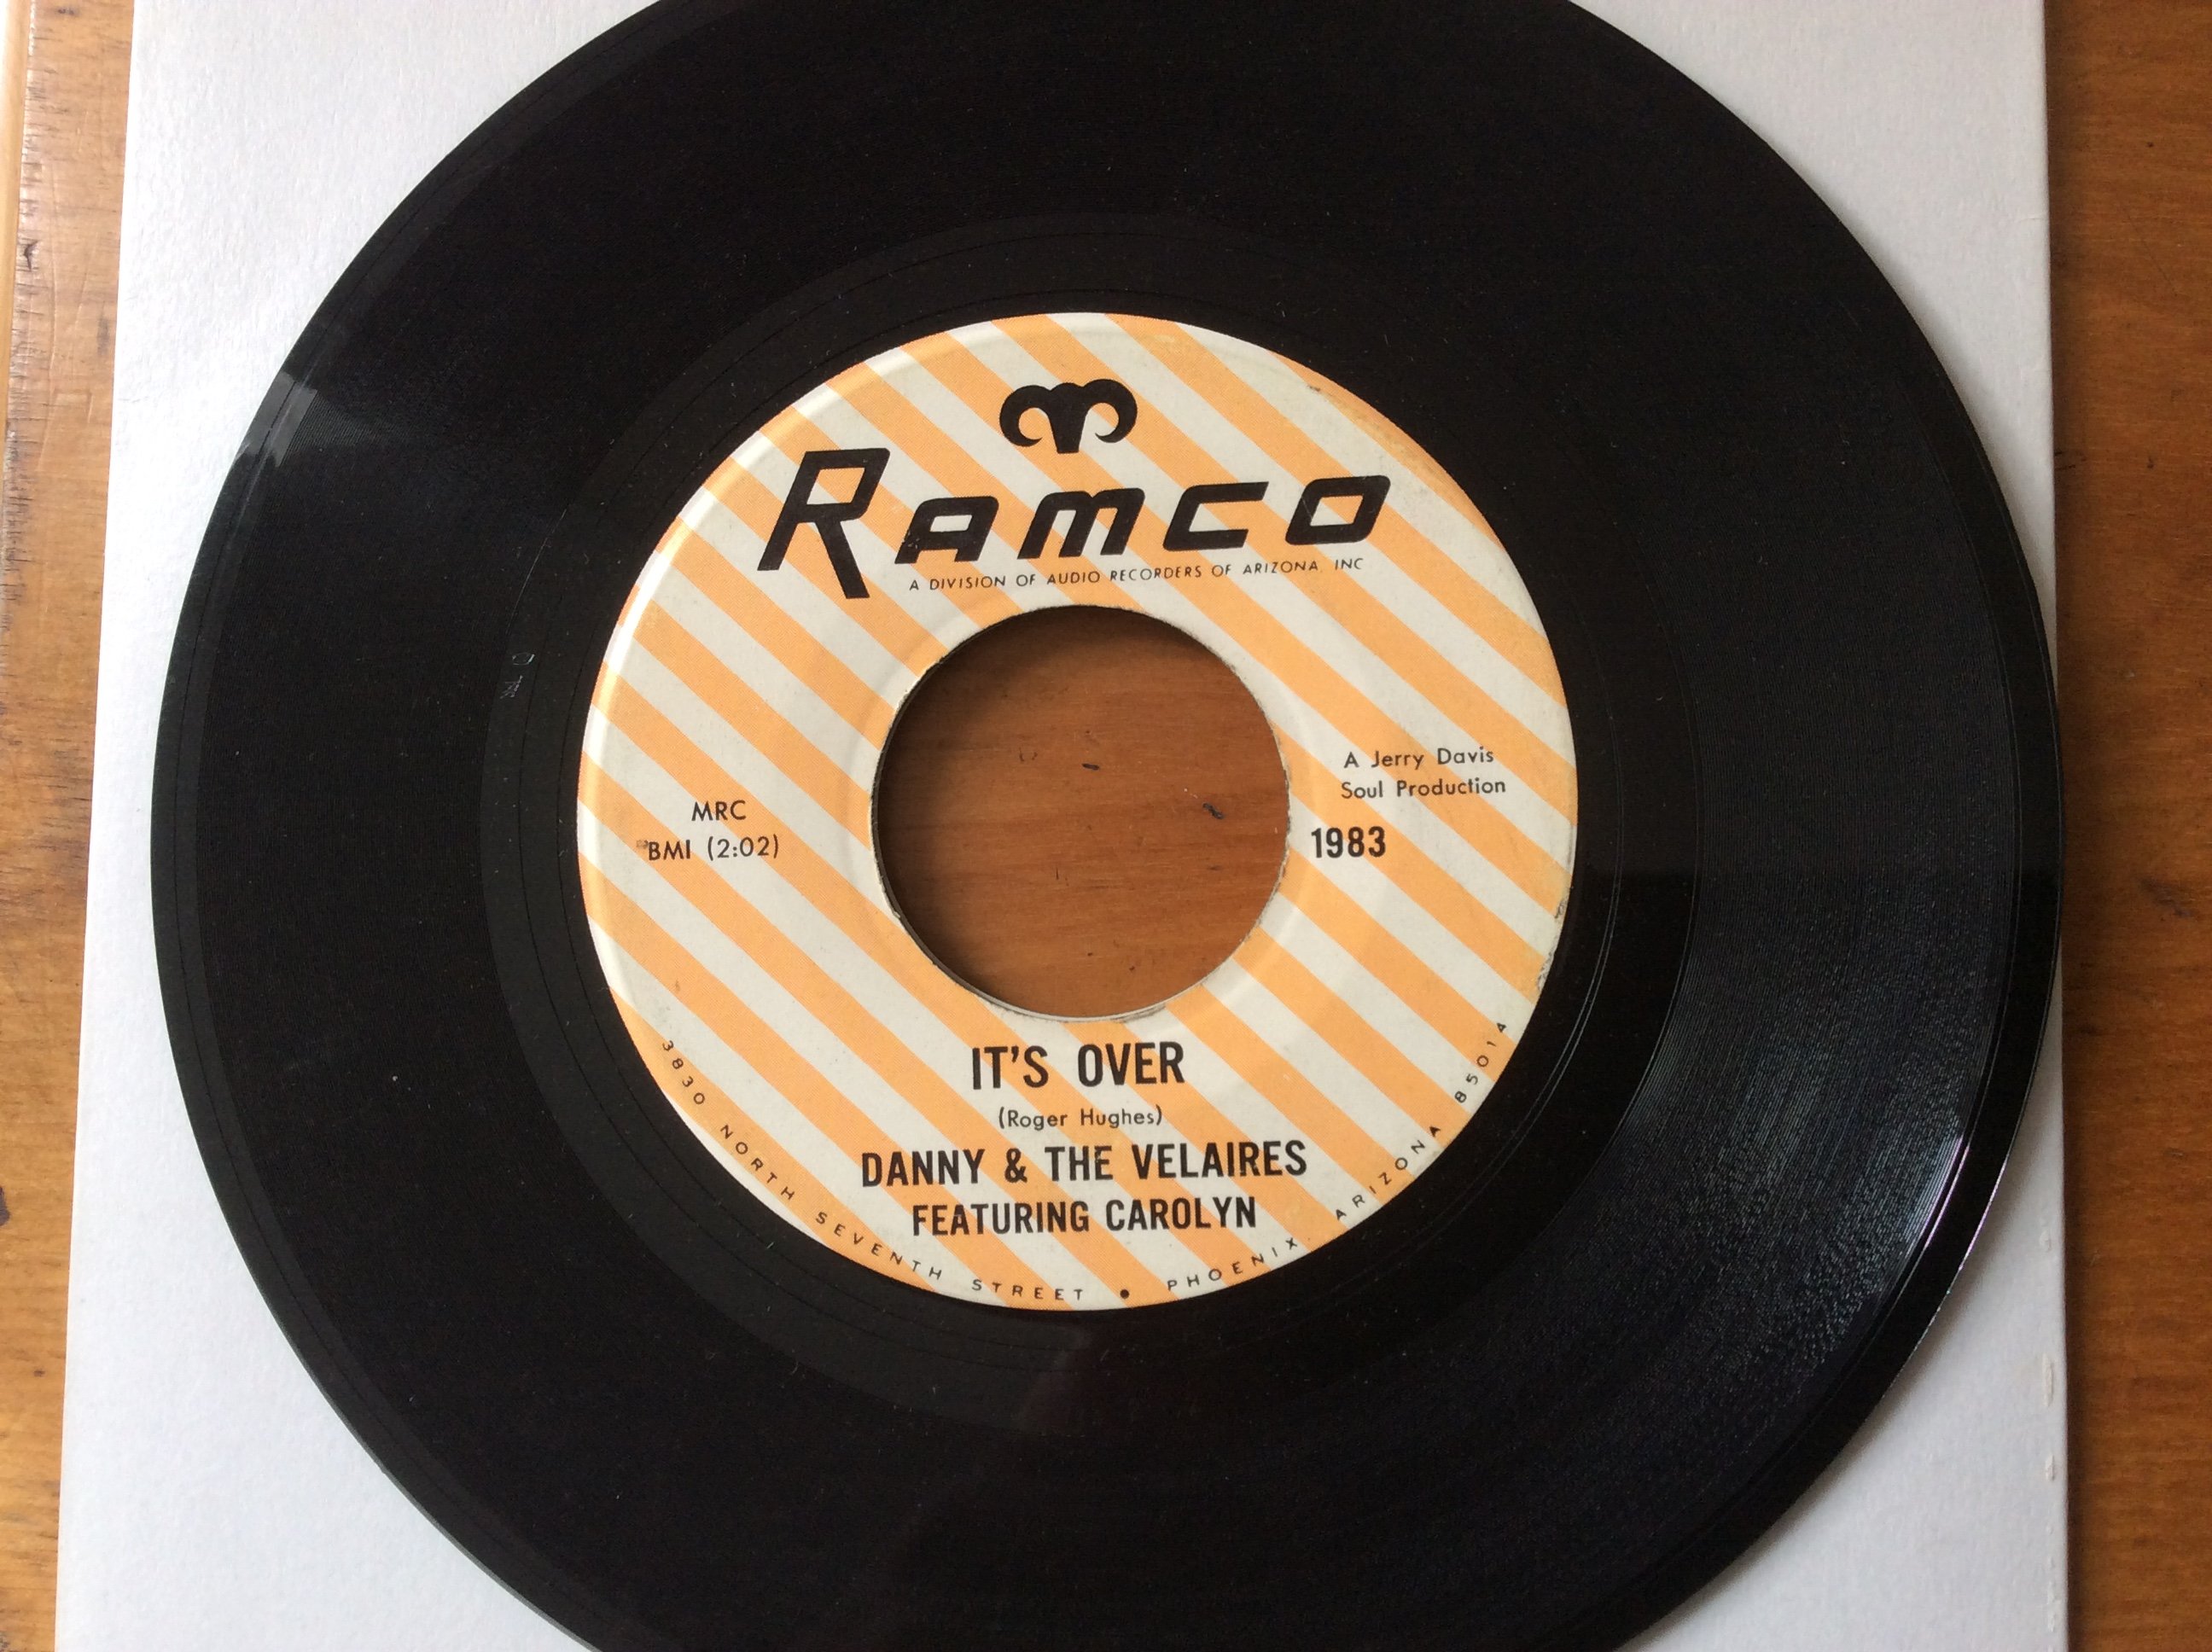 RAMCO
A DIVISION OF AUDIO RECORDERS OF ARIZONA, INC
A Jerry Davis
Soul Production
MRC
BMI (2:02)
1983
IT'S OVER
(Roger Hughes)
DANNY & THE VELAIRES
FEATURING CAROLYN
3830 NORTH SEVENTH STREET • PHOENIX, ARIZONA 85014